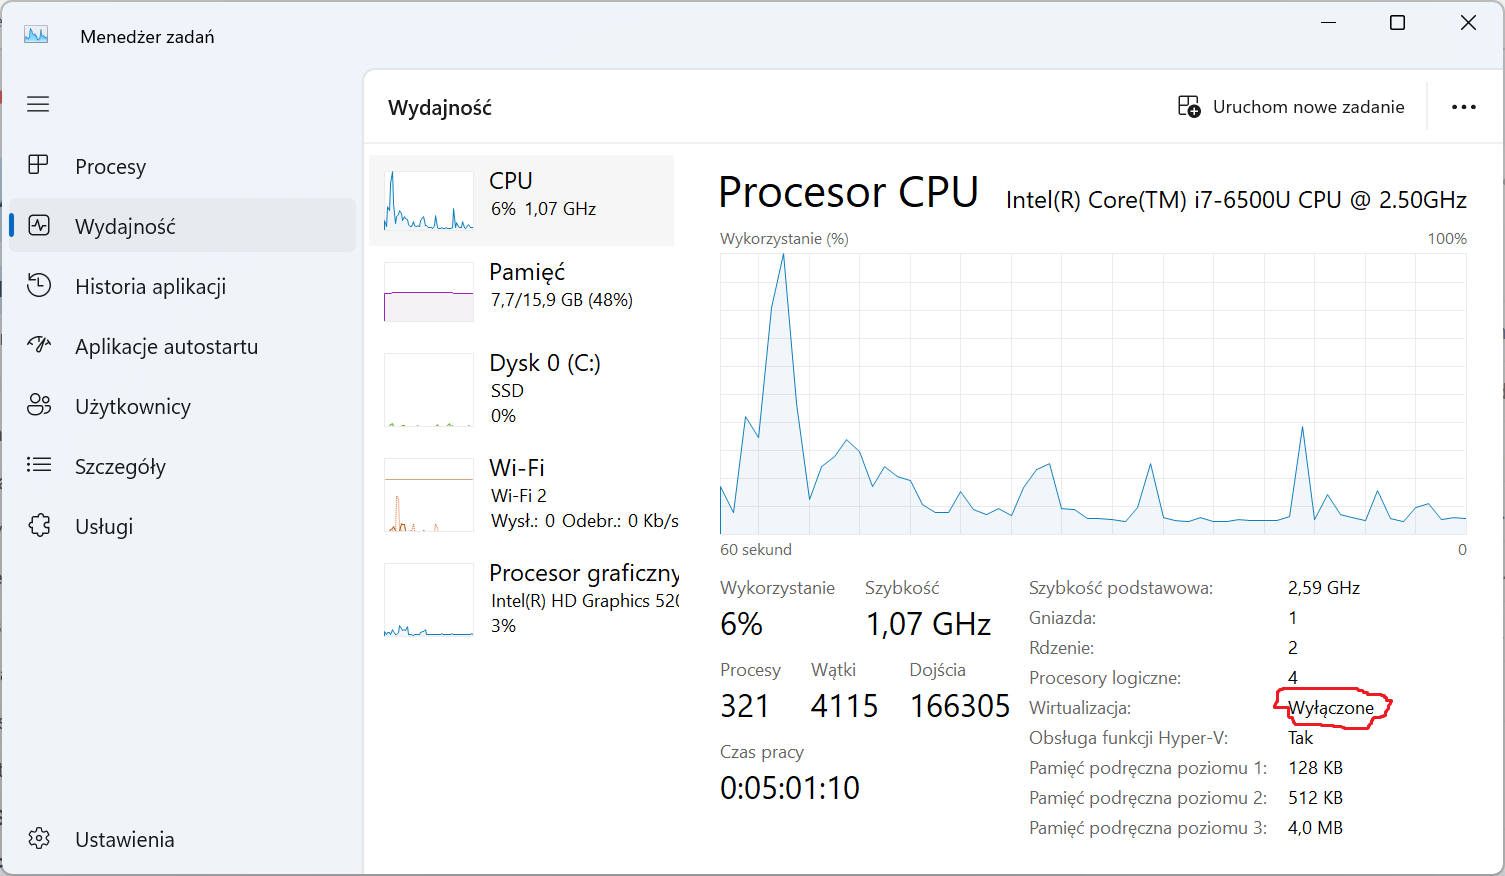 Menedżer zadań
Wydajność
Uruchom nowe zadanie
Procesy
Wydajność
Historia aplikacji
Aplikacje autostartu
Użytkownicy
Szczegóły
Usługi
Ustawienia
CPU
6% 1,07 GHz
Pamięć
7,7/15,9 GB (48%)
Dysk 0 (C:)
SSD
0%
Wi-Fi
Wi-Fi 2
Wysł.: 0 Odebr.: 0 Kb/s
Procesor graficzny
Intel(R) HD Graphics 520
3%
Procesor CPU
Intel(R) Core(TM) i7-6500U CPU @ 2.50GHz
Wykorzystanie (%)
100%
60 sekund
0
Wykorzystanie
Szybkość
6%
1,07 GHz
Procesy
Wątki
Dojścia
321
4115
166305
Czas pracy
0:05:01:10
Szybkość podstawowa: 2,59 GHz
Gniazda: 1
Rdzenie: 2
Procesory logiczne: 4
Wirtualizacja: Wyłączone
Obsługa funkcji Hyper-V: Tak
Pamięć podręczna poziomu 1: 128 KB
Pamięć podręczna poziomu 2: 512 KB
Pamięć podręczna poziomu 3: 4,0 MB